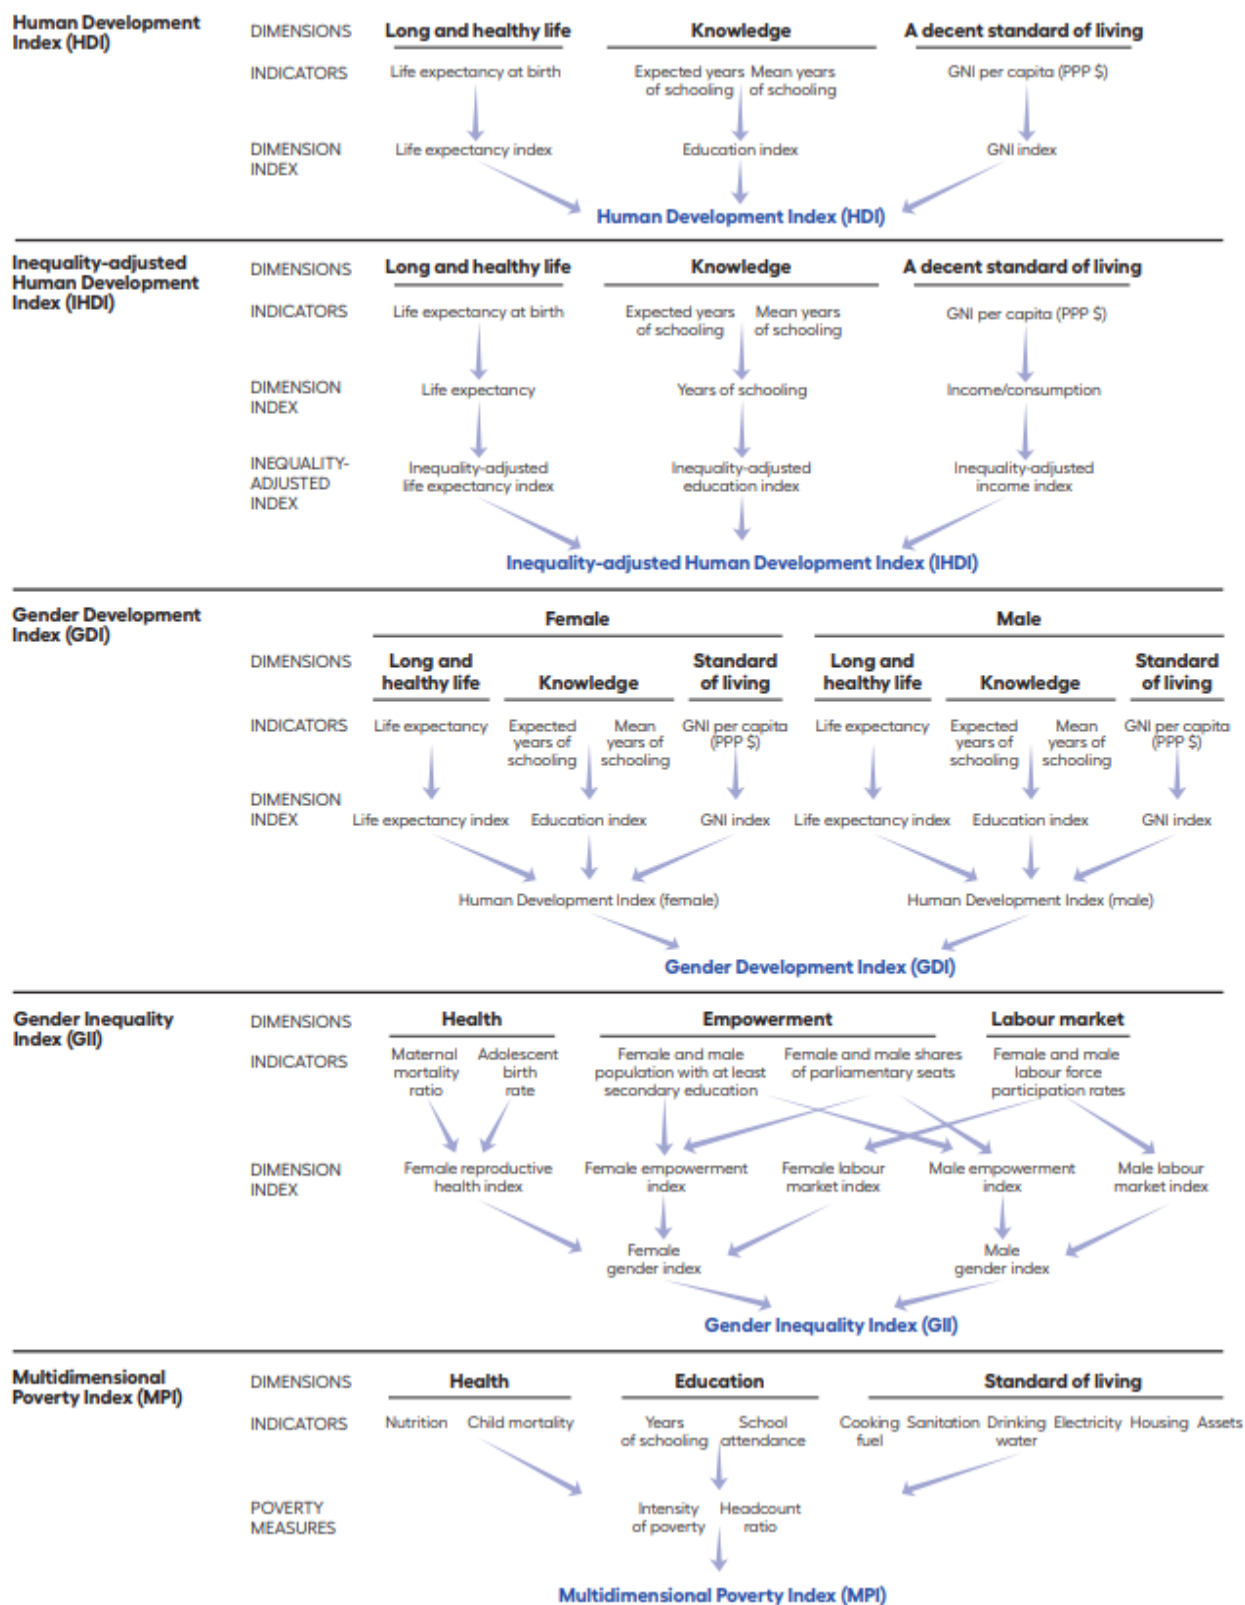 Human Development
Index (HDI)
DIMENSIONS Long and healthy life Knowledge A decent standard of living
INDICATORS Life expectancy at birth Expected years Mean years GNI per capita (PPP $)
of schooling of schooling
DIMENSION Life expectancy index Education index GNI index
INDEX
Human Development Index (HDI)
Inequality-adjusted
Human Development
Index (IHDI)
DIMENSIONS Long and healthy life Knowledge A decent standard of living
INDICATORS Life expectancy at birth Expected years Mean years GNI per capita (PPP $)
of schooling of schooling
DIMENSION Life expectancy Years of schooling Income/consumption
INDEX
INEQUALITY- Inequality-adjusted Inequality-adjusted Inequality-adjusted
ADJUSTED life expectancy index education index income index
INDEX
Inequality-adjusted Human Development Index (IHDI)
Gender Development
Index (GDI)
Female Male
DIMENSIONS Long and Standard Long and Standard
healthy life Knowledge of living healthy life Knowledge of living
INDICATORS Life expectancy Expected Mean GNI per capita Life expectancy Expected Mean GNI per capita
years of years of (PPP $) years of years of (PPP $)
schooling schooling schooling schooling
DIMENSION
INDEX Life expectancy index Education index GNI index Life expectancy index Education index GNI index
Human Development Index (female) Human Development Index (male)
Gender Development Index (GDI)
Gender Inequality
Index (GII)
DIMENSIONS Health Empowerment Labour market
INDICATORS Maternal Adolescent Female and male Female and male shares Female and male
mortality birth population with at least of parliamentary seats labour force
ratio rate secondary education participation rates
DIMENSION Female reproductive Female empowerment Female labour Male empowerment Male labour
INDEX health index index market index index market index
Female Male
gender index gender index
Gender Inequality Index (GII)
Multidimensional
Poverty Index (MPI)
DIMENSIONS Health Education Standard of living
INDICATORS Nutrition Child mortality Years School Cooking Sanitation Drinking Electricity Housing Assets
of schooling attendance fuel water
POVERTY Intensity Headcount
MEASURES of poverty ratio
Multidimensional Poverty Index (MPI)